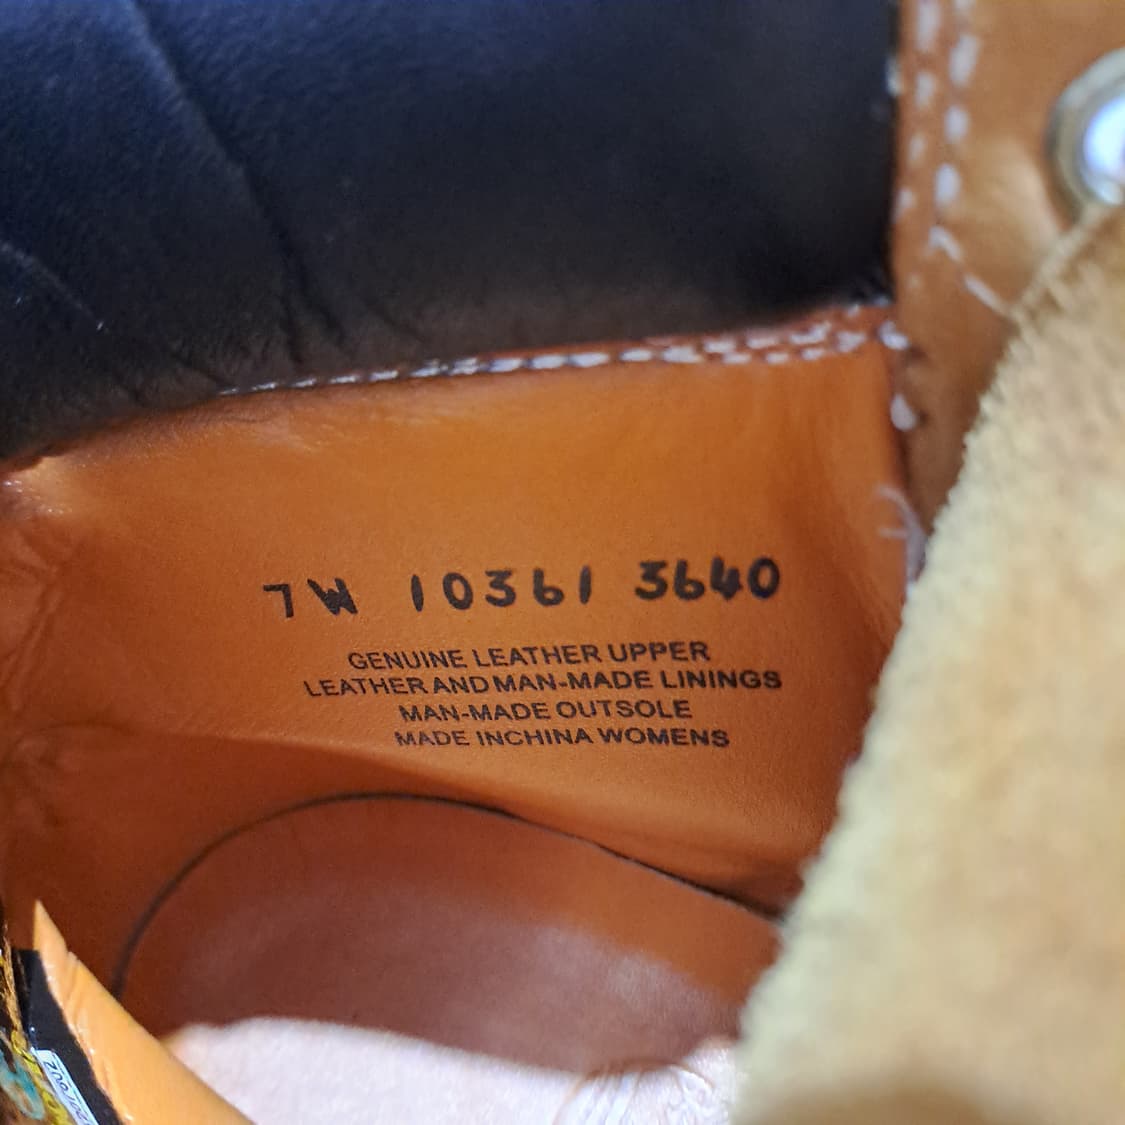 7W 10361 3640
GENUINE LEATHER UPPER
LEATHER AND MAN-MADE LININGS
MAN-MADE OUTSOLE
MADE INCHINA WOMENS